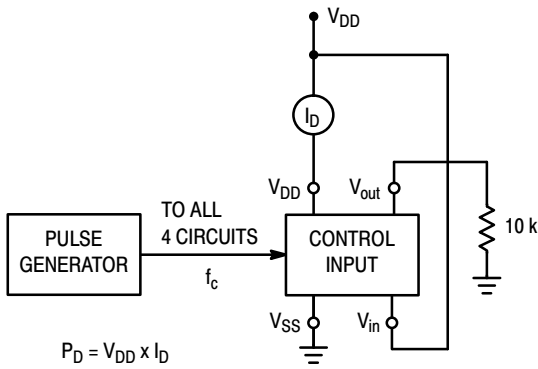 V_DD
I_D
V_DD
V_out
TO ALL
4 CIRCUITS
10 k
PULSE
GENERATOR
CONTROL
INPUT
f_c
V_SS
V_in
P_D = V_DD x I_D